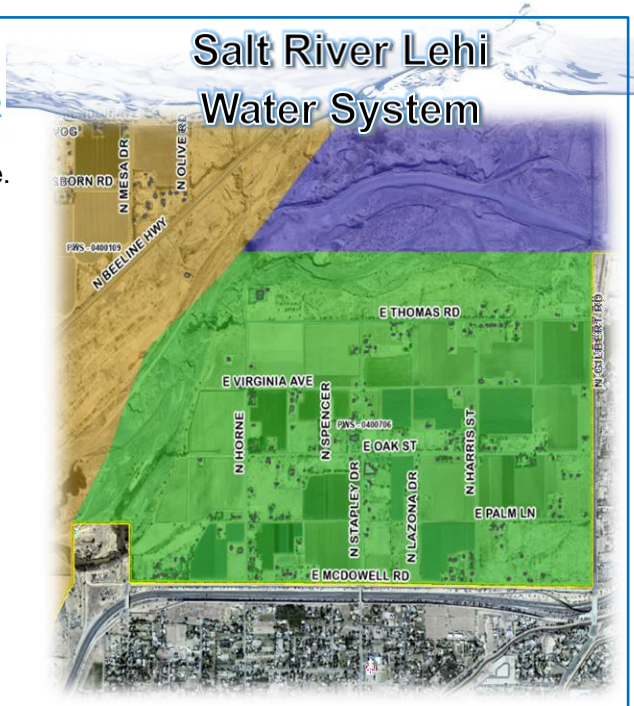 Salt River Lehi
Water System
e.
VOG
SBORN RD
N MESA DR
N OLIVE RD
N BEELINE HWY
PWS - 0400109
E THOMAS RD
N GILBERT RD
E VIRGINIA AVE
N HORNE
N SPENCER
PWS - 0400706
E OAK ST
N HARRIS ST
N STAPLEY DR
N LAZONA DR
E PALM LN
E MCDOWELL RD